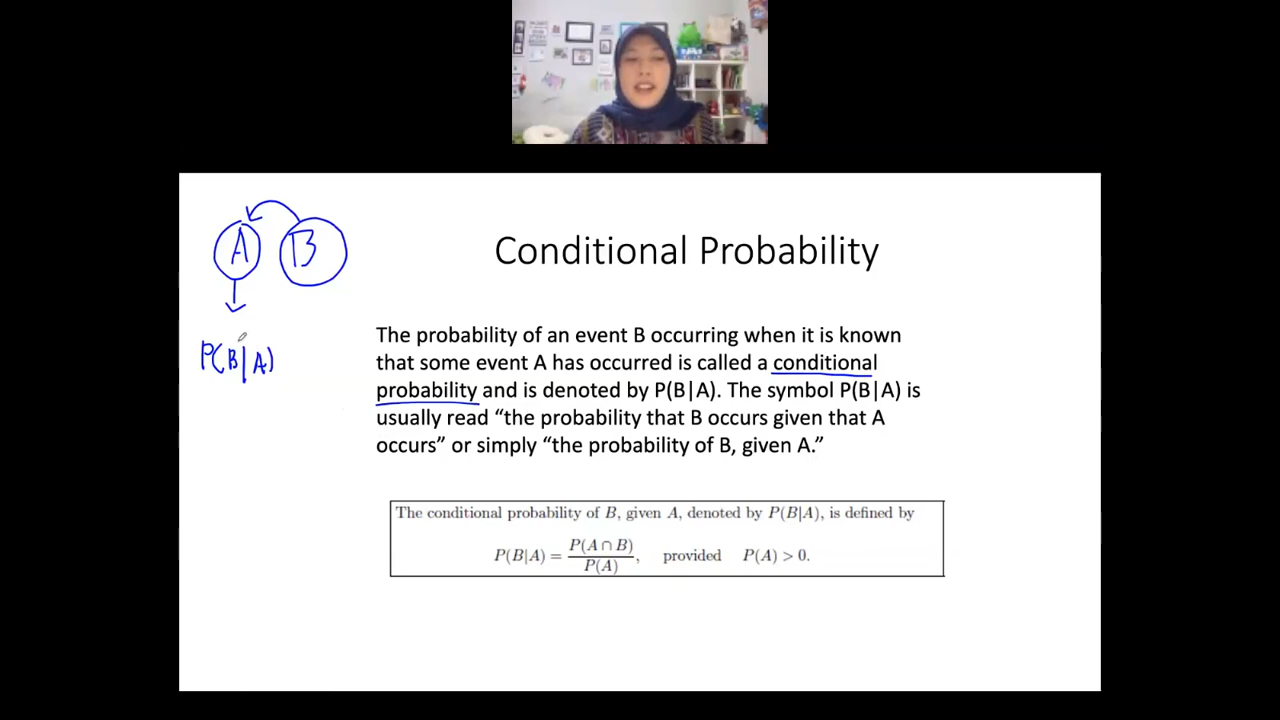 A B
P(B|A)
Conditional Probability
The probability of an event B occurring when it is known
that some event A has occurred is called a conditional
probability and is denoted by P(B|A). The symbol P(B|A) is
usually read “the probability that B occurs given that A
occurs” or simply “the probability of B, given A.”
The conditional probability of B, given A, denoted by P(B|A), is defined by
P(B|A) = P(A ∩ B) / P(A), provided P(A) > 0.